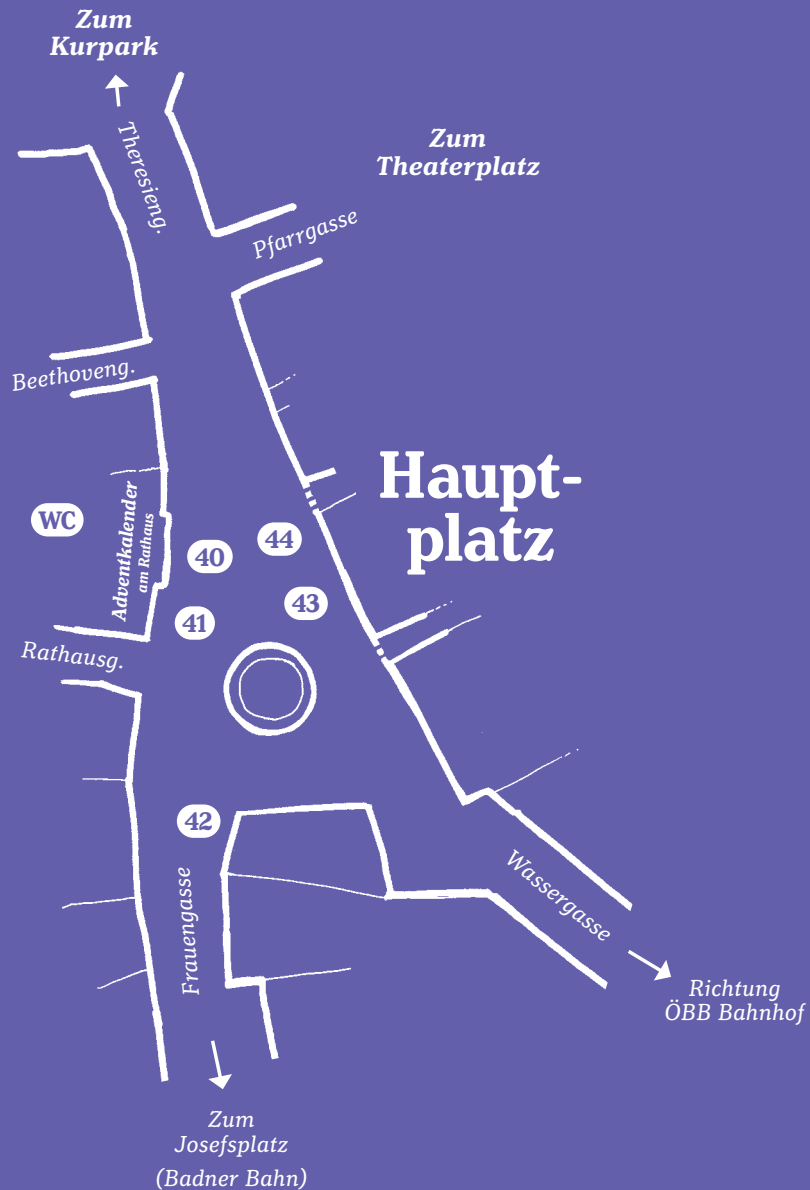 Zum
Kurpark
Theresieng.
Zum
Theaterplatz
Pfarrgasse
Beethoveng.
Haupt-
platz
WC
Adventkalender
am Rathaus
44
40
43
41
Rathausg.
42
Frauengasse
Wassergasse
Richtung
ÖBB Bahnhof
Zum
Josefsplatz
(Badner Bahn)